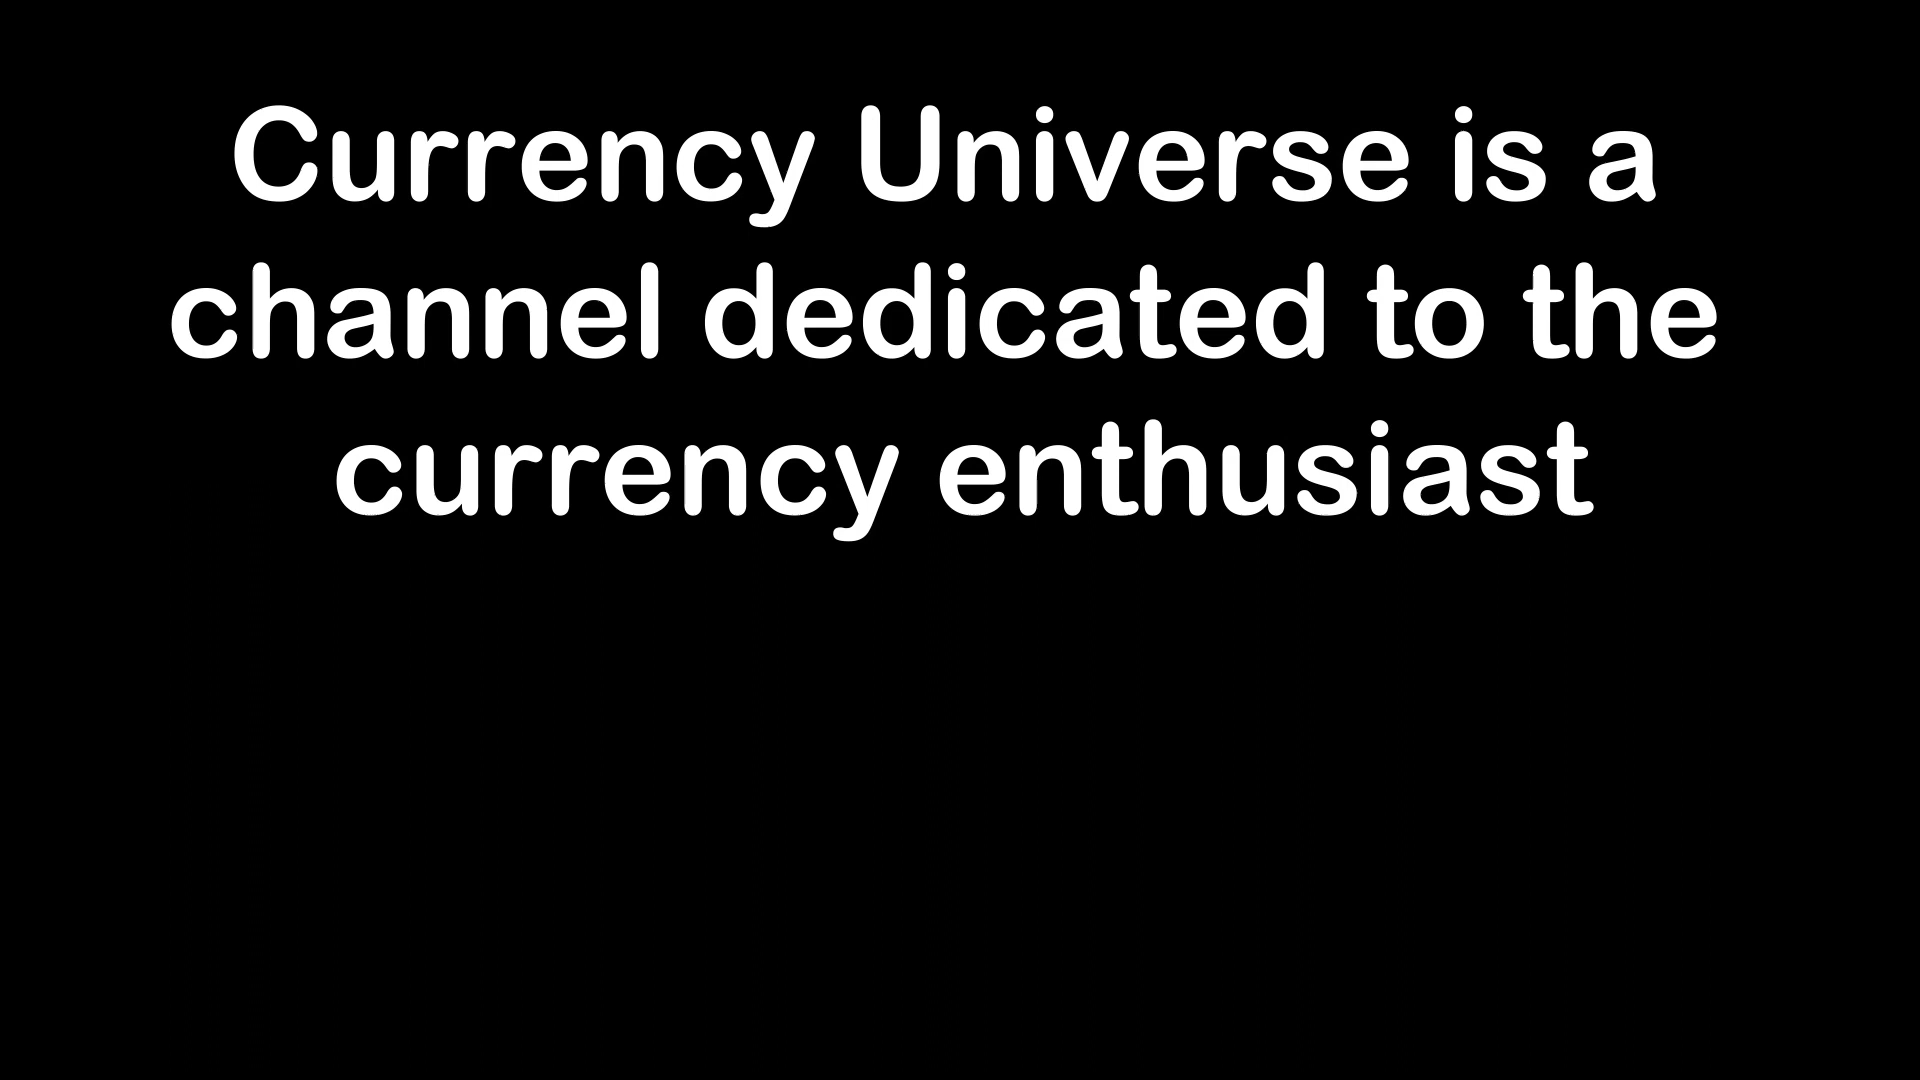 Currency Universe is a
channel dedicated to the
currency enthusiast